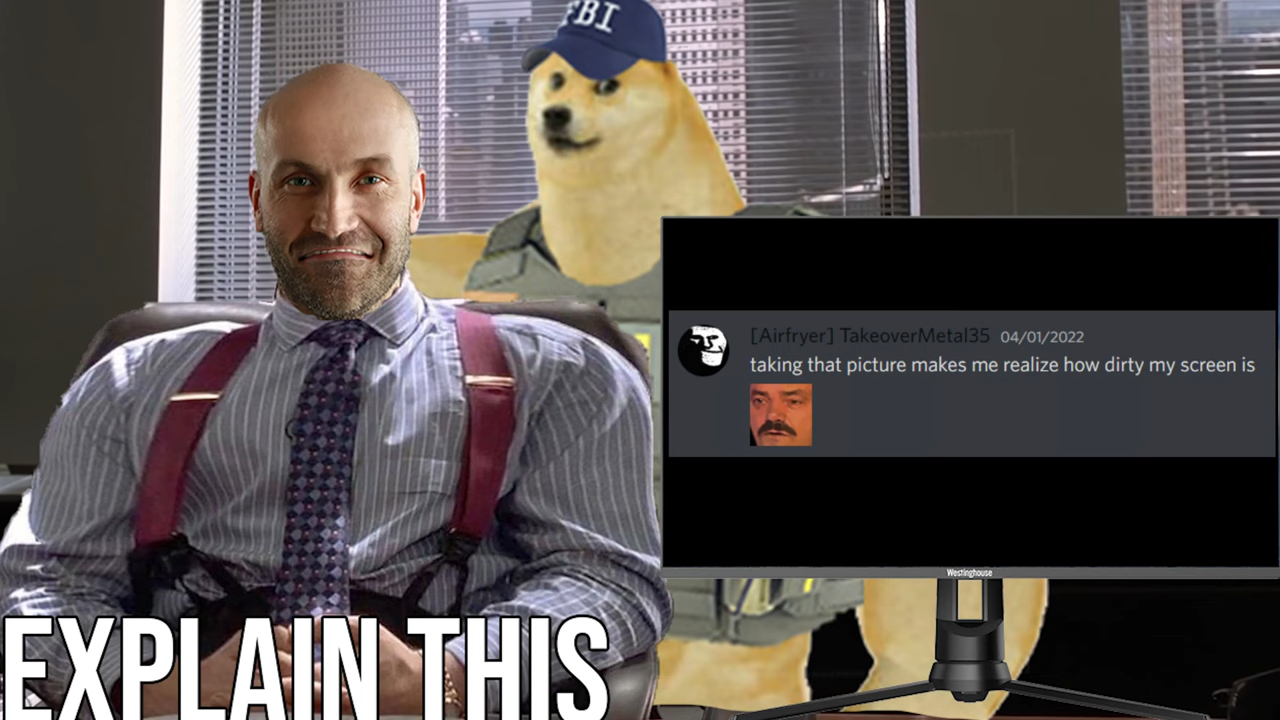 FBI
[Airfryer] TakeoverMetal35 04/01/2022
taking that picture makes me realize how dirty my screen is
Westinghouse
EXPLAIN THIS